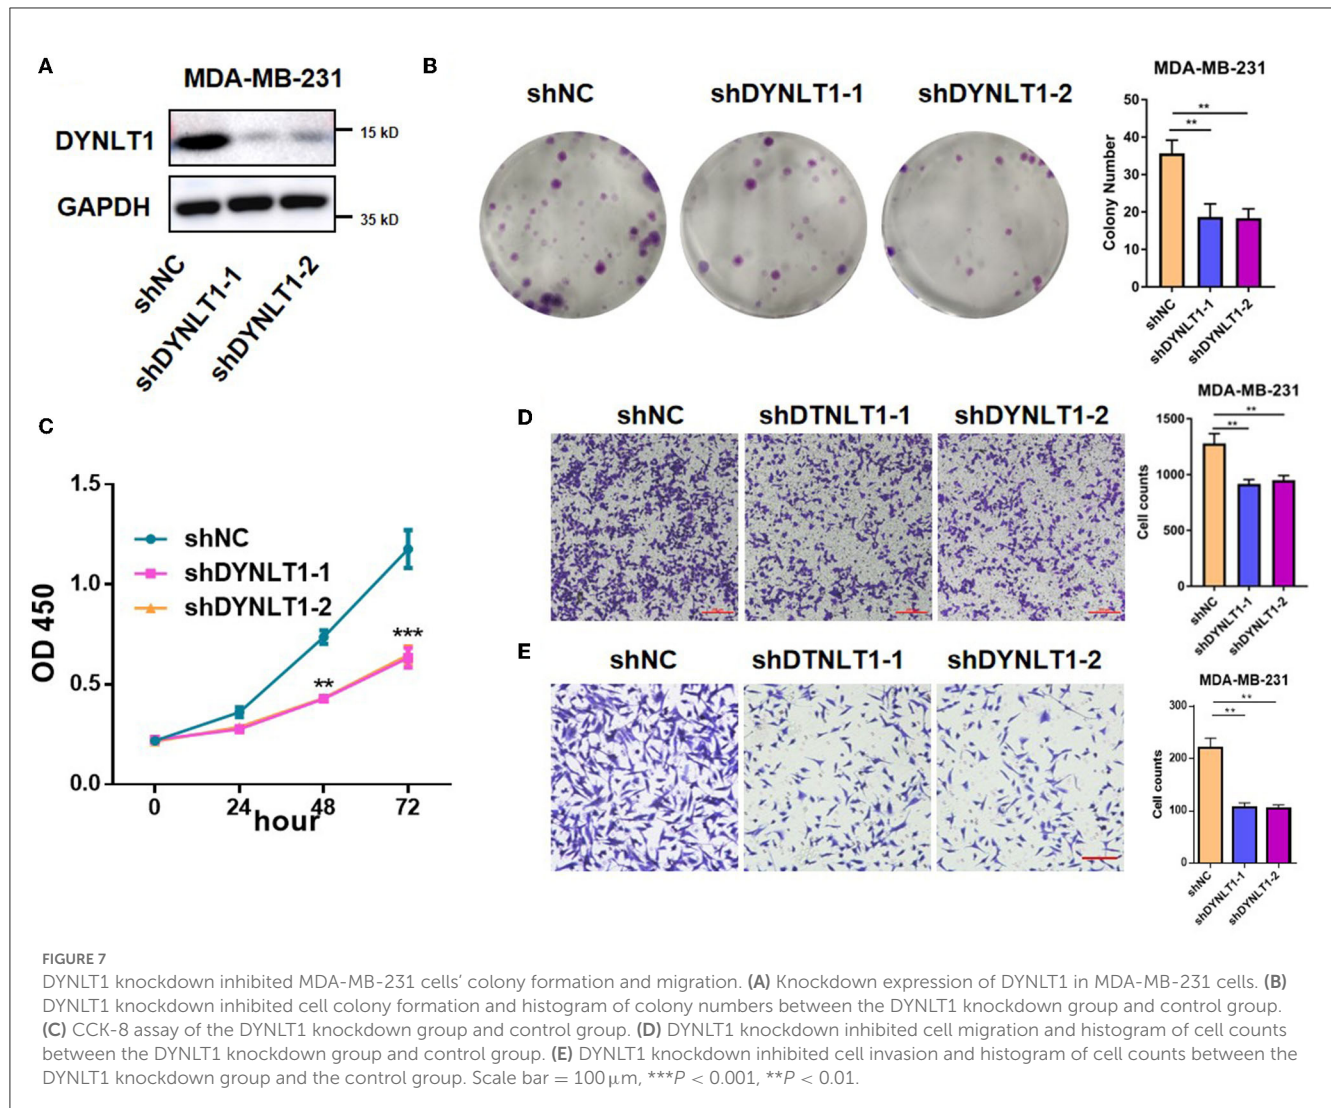 A
MDA-MB-231
DYNLT1
15 kD
GAPDH
35 kD
shNC
shDYNLT1-1
shDYNLT1-2
B
shNC
shDYNLT1-1
shDYNLT1-2
MDA-MB-231
Colony Number
50
40
30
20
10
0
**
**
shNC
shDYNLT1-1
shDYNLT1-2
C
OD 450
1.5
1.0
0.5
0.0
shNC
shDYNLT1-1
shDYNLT1-2
**
***
0
24
48
72
hour
D
shNC
shDTNLT1-1
shDYNLT1-2
MDA-MB-231
Cell counts
1500
1000
500
0
**
**
shNC
shDYNLT1-1
shDYNLT1-2
E
shNC
shDTNLT1-1
shDYNLT1-2
MDA-MB-231
Cell counts
300
200
100
0
**
**
shNC
shDYNLT1-1
shDYNLT1-2
FIGURE 7
DYNLT1 knockdown inhibited MDA-MB-231 cells’ colony formation and migration. (A) Knockdown expression of DYNLT1 in MDA-MB-231 cells. (B)
DYNLT1 knockdown inhibited cell colony formation and histogram of colony numbers between the DYNLT1 knockdown group and control group.
(C) CCK-8 assay of the DYNLT1 knockdown group and control group. (D) DYNLT1 knockdown inhibited cell migration and histogram of cell counts
between the DYNLT1 knockdown group and control group. (E) DYNLT1 knockdown inhibited cell invasion and histogram of cell counts between the
DYNLT1 knockdown group and the control group. Scale bar = 100 μm, ***P < 0.001, **P < 0.01.